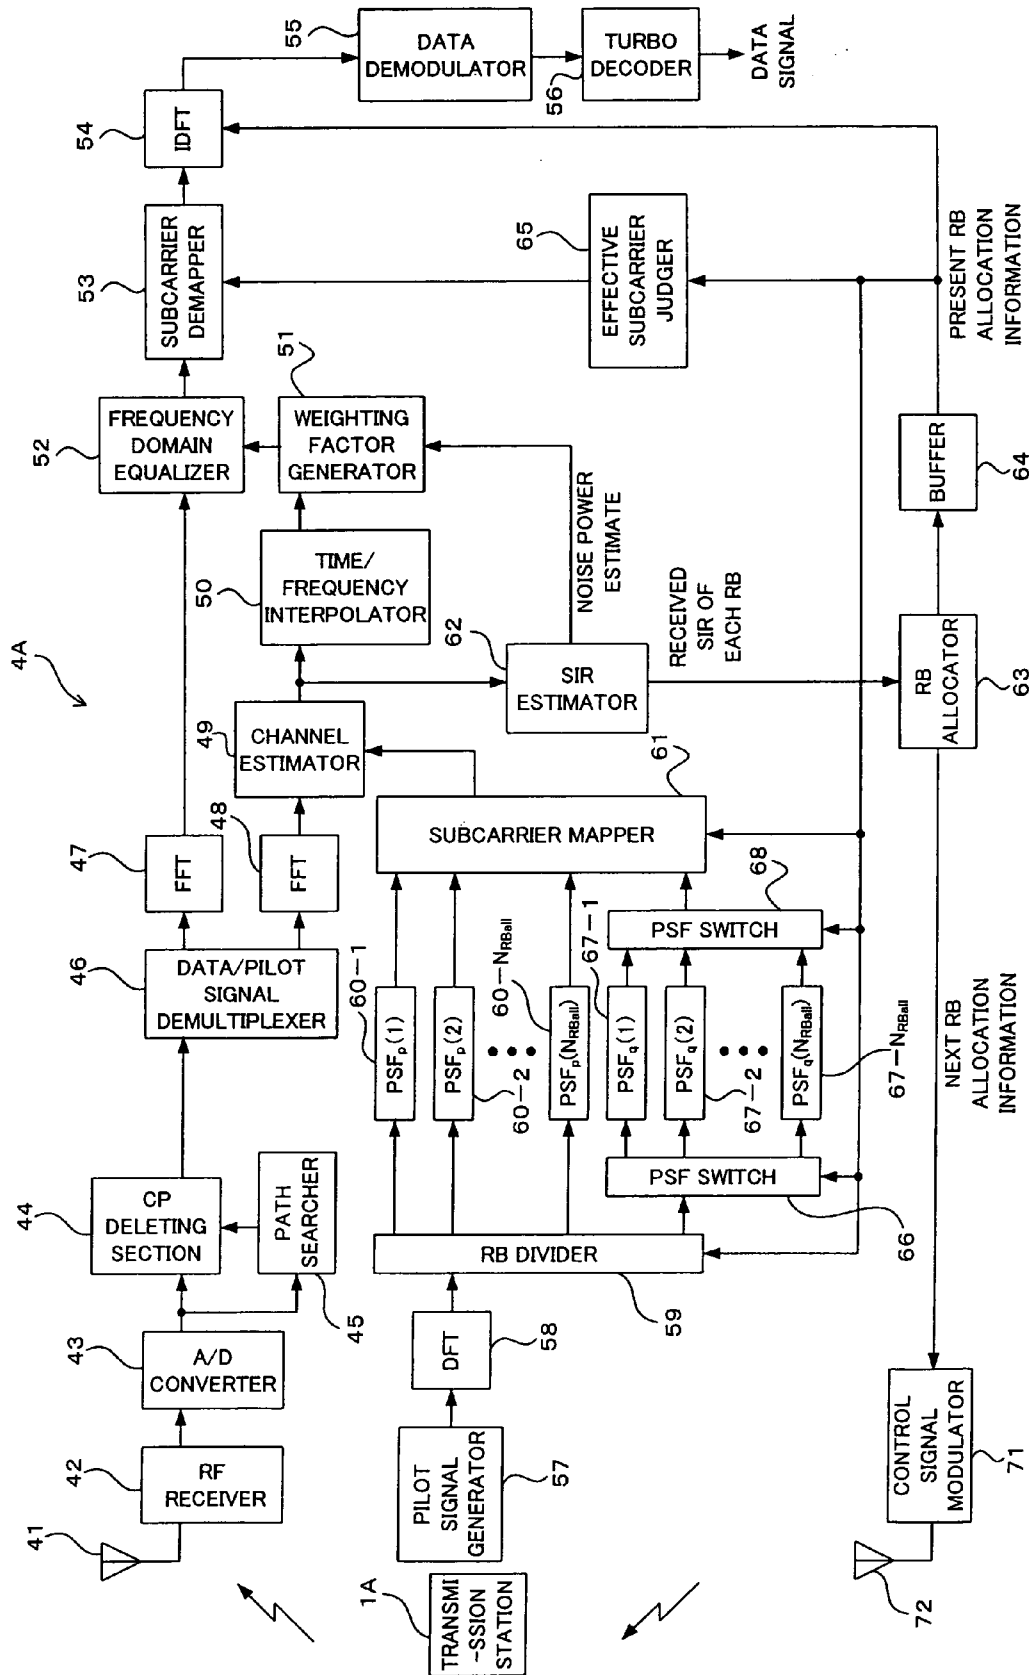 4A
41
42
RF
RECEIVER
43
A/D
CONVERTER
44
CP
DELETING
SECTION
45
PATH
SEARCHER
46
DATA/PILOT
SIGNAL
DEMULTIPLEXER
47
FFT
48
FFT
49
CHANNEL
ESTIMATOR
50
TIME/
FREQUENCY
INTERPOLATOR
51
WEIGHTING
FACTOR
GENERATOR
52
FREQUENCY
DOMAIN
EQUALIZER
53
SUBCARRIER
DEMAPPER
54
IDFT
55
DATA
DEMODULATOR
56
TURBO
DECODER
DATA
SIGNAL
1A
TRANSMI
-SSION
STATION
PILOT
SIGNAL
GENERATOR
57
DFT
58
RB DIVIDER
59
60-1
PSFp(1)
PSFp(2)
60-2
60-NRBall
PSFp(NRBall)
67-1
PSFq(1)
PSFq(2)
67-2
PSFq(NRBall)
67-NRBall
PSF SWITCH
66
PSF SWITCH
68
SUBCARRIER MAPPER
61
62
SIR
ESTIMATOR
NOISE POWER
ESTIMATE
RECEIVED
SIR OF
EACH RB
65
EFFECTIVE
SUBCARRIER
JUDGER
RB
ALLOCATOR
63
BUFFER
64
PRESENT RB
ALLOCATION
INFORMATION
NEXT RB
ALLOCATION
INFORMATION
CONTROL
SIGNAL
MODULATOR
71
72